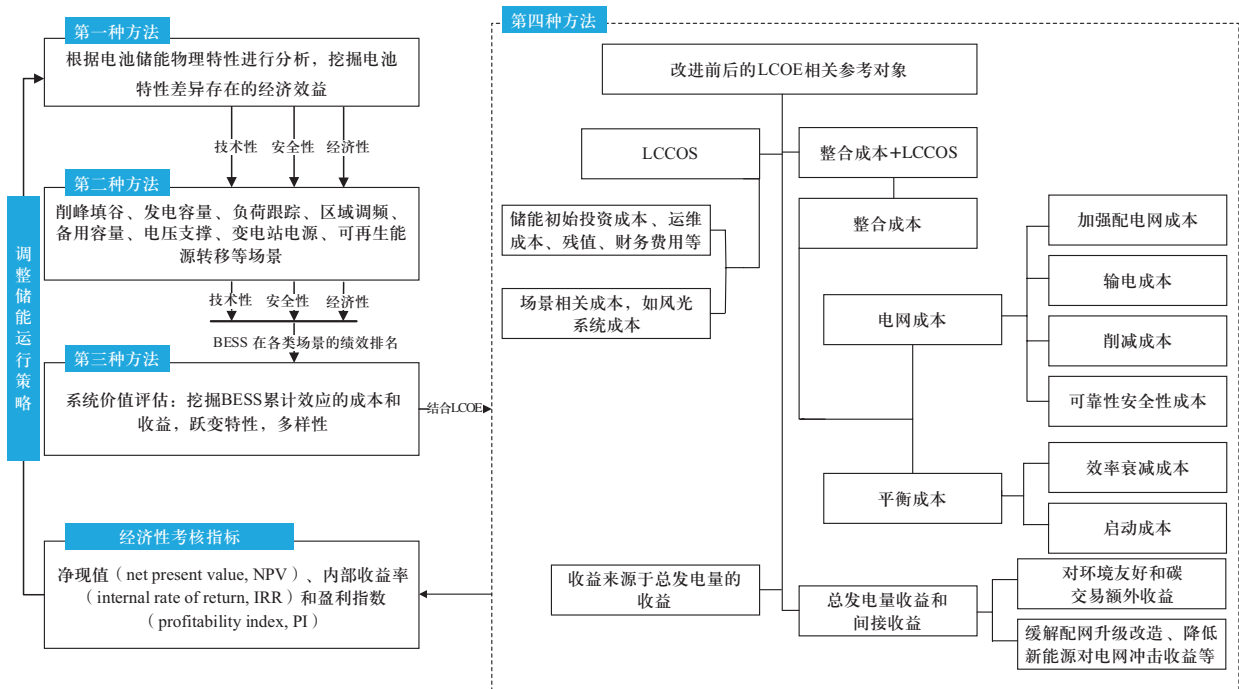 第一种方法
根据电池储能物理特性进行分析，挖掘电池
特性差异存在的经济效益
技术性 安全性 经济性
第二种方法
削峰填谷、发电容量、负荷跟踪、区域调频、
备用容量、电压支撑、变电站电源、可再生能
源转移等场景
技术性 安全性 经济性
BESS 在各类场景的绩效排名
第三种方法
系统价值评估：挖掘BESS累计效应的成本和
收益，跃变特性，多样性
结合LCOE
调整储能运行策略
经济性考核指标
净现值（net present value, NPV）、内部收益率
（internal rate of return, IRR）和盈利指数
（profitability index, PI）
第四种方法
改进前后的LCOE相关参考对象
LCCOS
整合成本+LCCOS
储能初始投资成本、运维
成本、残值、财务费用等
场景相关成本，如风光
系统成本
整合成本
电网成本
加强配电网成本
输电成本
削减成本
可靠性安全性成本
平衡成本
效率衰减成本
启动成本
收益来源于总发电量的
收益
总发电量收益和
间接收益
对环境友好和碳
交易额外收益
缓解配网升级改造、降低
新能源对电网冲击收益等